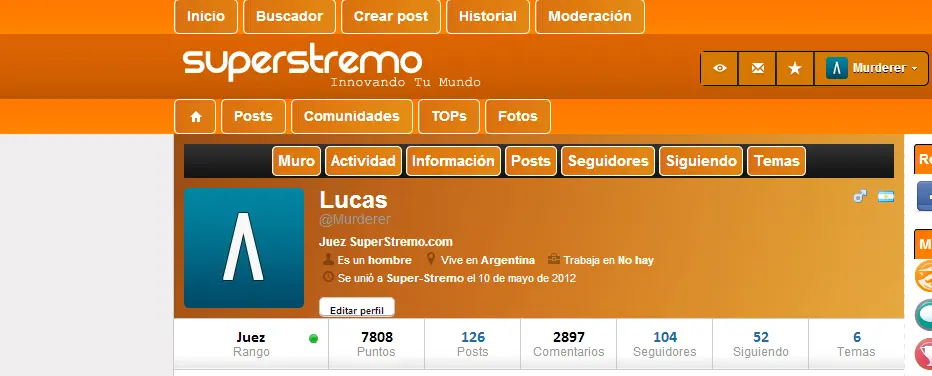 Inicio Buscador Crear post Historial Moderación
superstremo
Innovando Tu Mundo
Murderer
Posts Comunidades TOPs Fotos
Muro Actividad Información Posts Seguidores Siguiendo Temas
Lucas
@Murderer
Juez SuperStremo.com
Es un hombre Vive en Argentina Trabaja en No hay
Se unió a Super-Stremo el 10 de mayo de 2012
Editar perfil
Juez 7808 126 2897 104 52 6
Rango Puntos Posts Comentarios Seguidores Siguiendo Temas